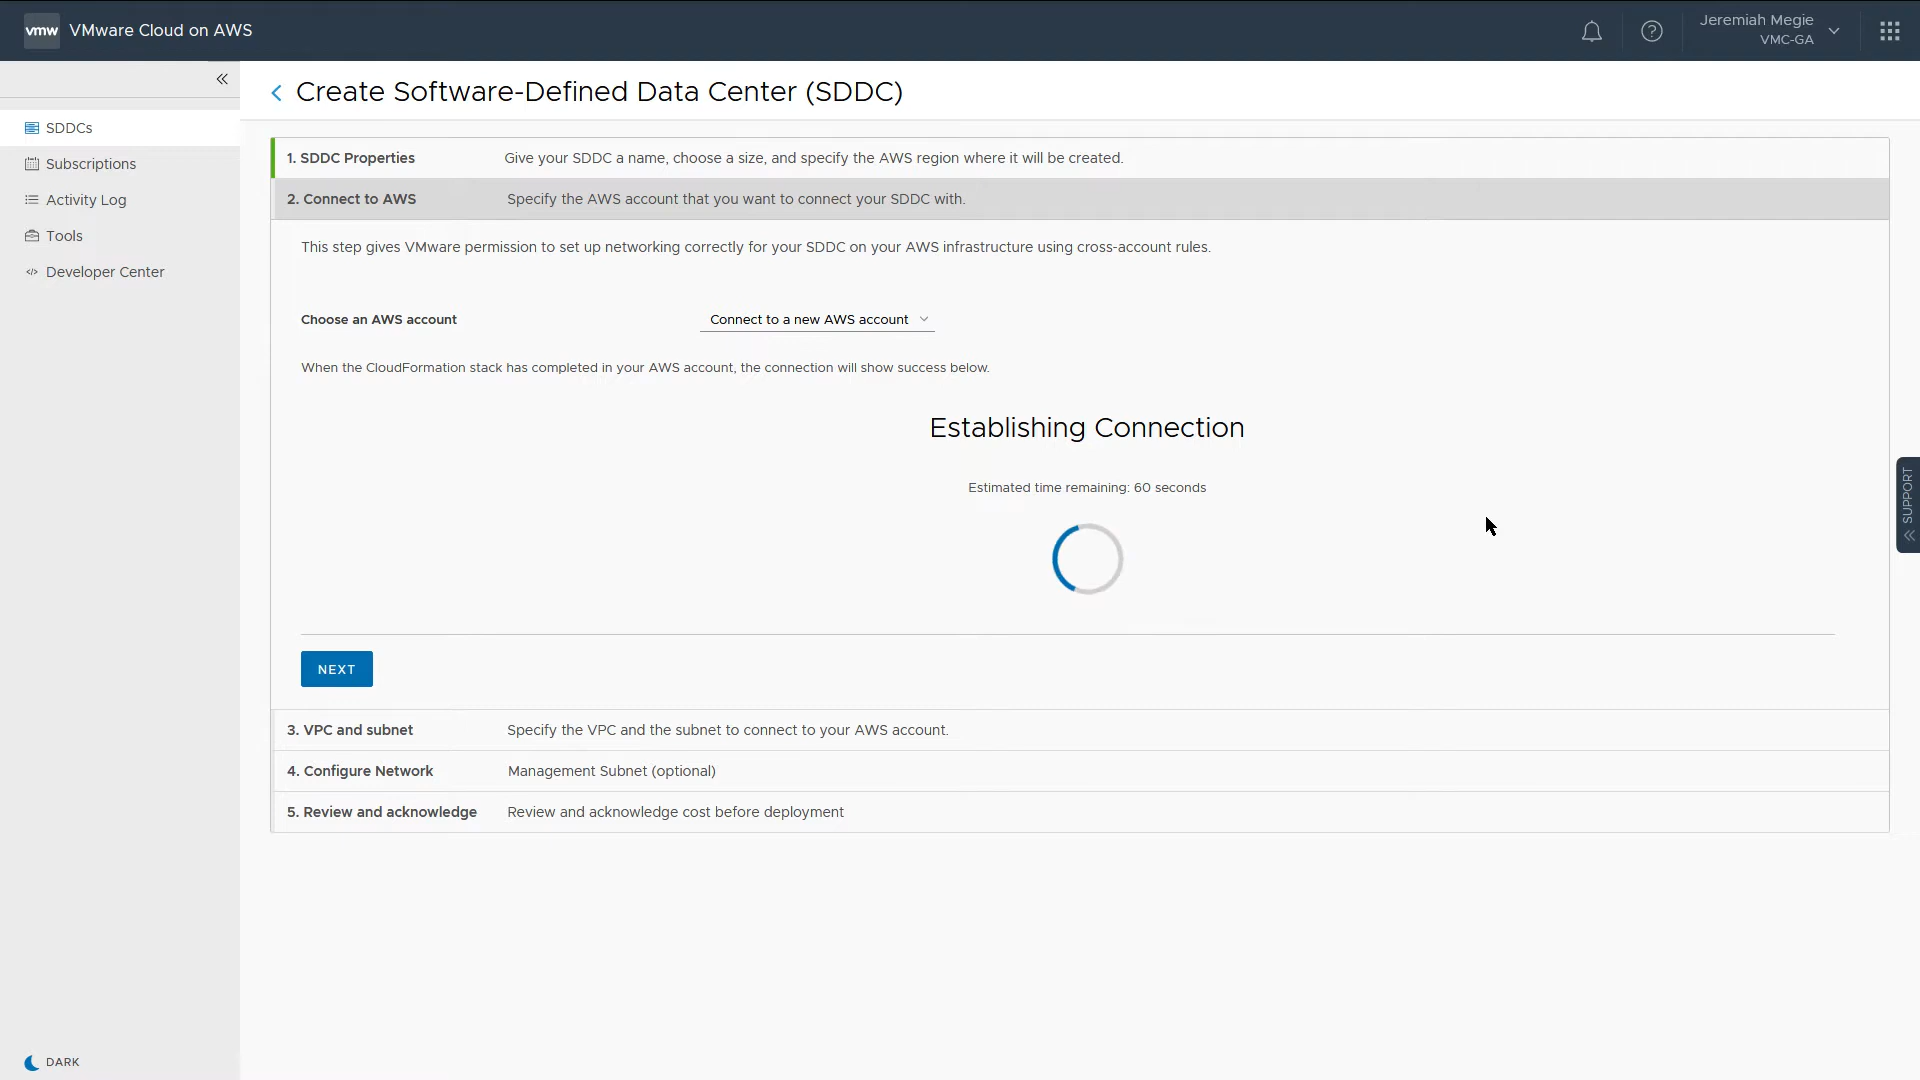 vmw VMware Cloud on AWS
Jeremiah Megie
VMC-GA
Create Software-Defined Data Center (SDDC)
SDDCs
Subscriptions
Activity Log
Tools
Developer Center
1. SDDC Properties Give your SDDC a name, choose a size, and specify the AWS region where it will be created.
2. Connect to AWS Specify the AWS account that you want to connect your SDDC with.
This step gives VMware permission to set up networking correctly for your SDDC on your AWS infrastructure using cross-account rules.
Choose an AWS account Connect to a new AWS account
When the CloudFormation stack has completed in your AWS account, the connection will show success below.
Establishing Connection
Estimated time remaining: 60 seconds
NEXT
3. VPC and subnet Specify the VPC and the subnet to connect to your AWS account.
4. Configure Network Management Subnet (optional)
5. Review and acknowledge Review and acknowledge cost before deployment
SUPPORT
DARK